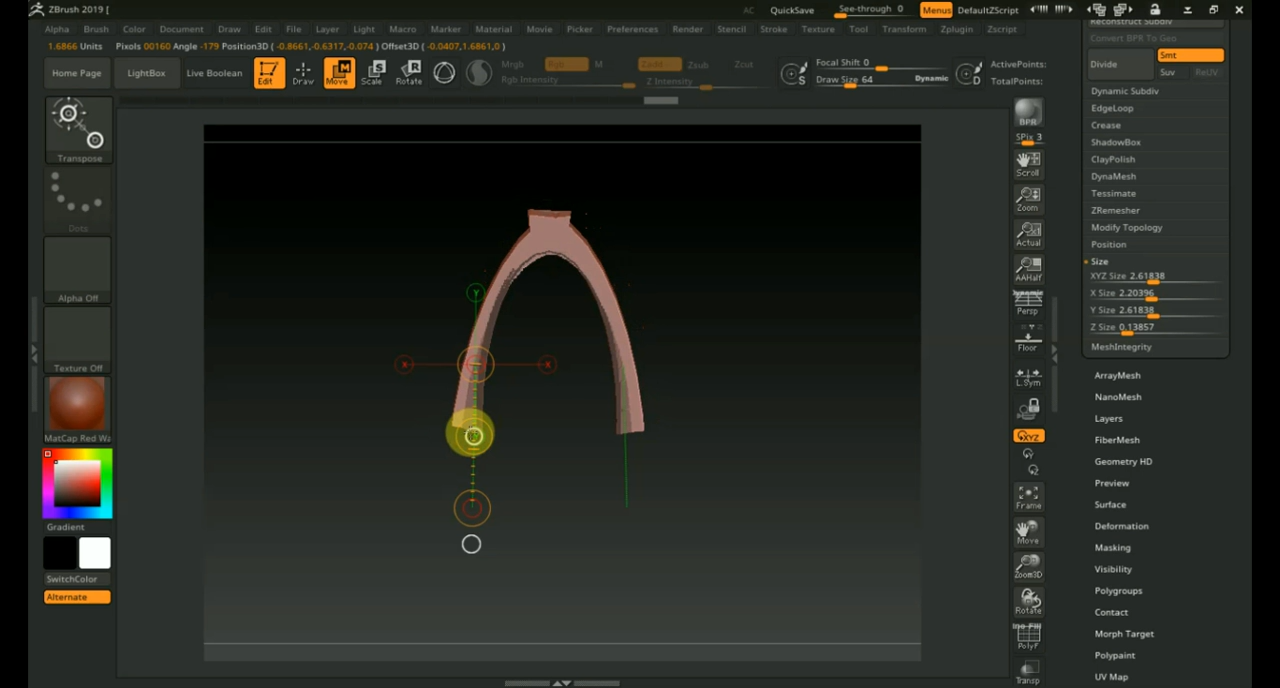 ZBrush 2019 [
AC QuickSave See-through 0 Menus DefaultZScript
Alpha Brush Color Document Draw Edit File Layer Light Macro Marker Material Movie Picker Preferences Render Stencil Stroke Texture Tool Transform Zplugin Zscript
1.6866 Units Pixels 00160 Angle -179 Position3D ( -0.8661,-0.6317,-0.074 ) Offset3D ( -0.0407,1.6861,0 )
Home Page LightBox Live Boolean Edit Draw Move Scale Rotate
Mrgb Rgb M Zadd Zsub Zcut
Rgb Intensity Z Intensity
S Focal Shift 0
Draw Size 64 Dynamic
D ActivePoints:
TotalPoints:
Transpose
Dots
Alpha Off
Texture Off
MatCap Red Wa
Gradient
SwitchColor
Alternate
Y
X X
BPR
SPix 3
Scroll
Zoom
Actual
AAHalf
Dynamic
Persp
Floor
L.Sym
XYZ
Y
Z
Frame
Move
Zoom3D
Rotate
Line Fill
PolyF
Transp
Reconstruct Subdiv
Convert BPR To Geo
Divide Smt
Suv ReUV
Dynamic Subdiv
EdgeLoop
Crease
ShadowBox
ClayPolish
DynaMesh
Tessimate
ZRemesher
Modify Topology
Position
Size
XYZ Size 2.61838
X Size 2.20396
Y Size 2.61838
Z Size 0.13857
MeshIntegrity
ArrayMesh
NanoMesh
Layers
FiberMesh
Geometry HD
Preview
Surface
Deformation
Masking
Visibility
Polygroups
Contact
Morph Target
Polypaint
UV Map